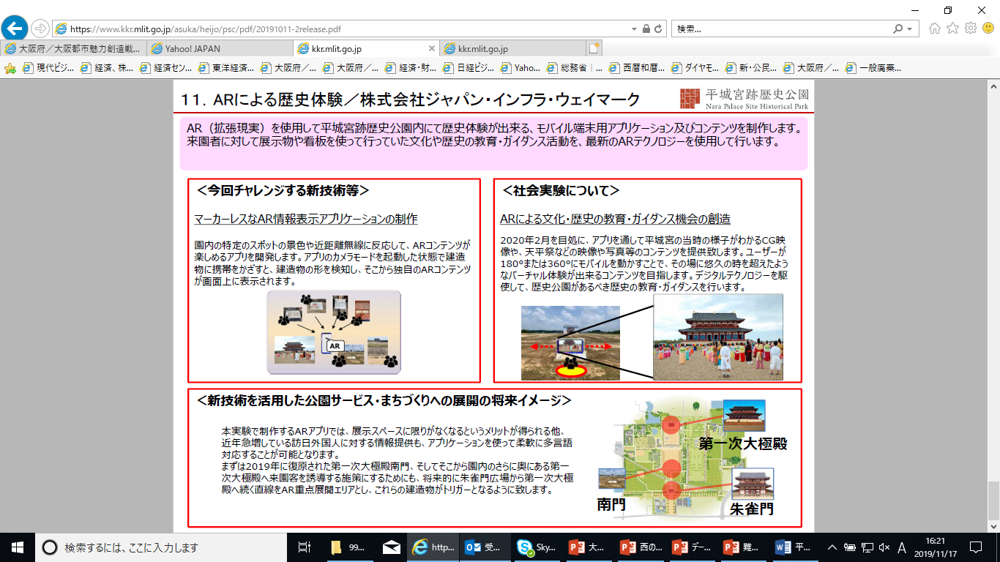 https://www.kkr.mlit.go.jp/asuka/heijo/psc/pdf/20191011-2release.pdf
検索...
大阪府／大阪都市魅力創造戦...
Yahoo! JAPAN
kkr.mlit.go.jp
kkr.mlit.go.jp
現代ビジ...
経済、株...
経済セン...
東洋経済...
大阪府／...
大阪府／...
経済・財...
日経ビジ...
Yaho...
総務省｜...
西暦和暦...
ダイヤモ...
新・公民...
大阪府／...
一般廃棄...
１１．ARによる歴史体験／株式会社ジャパン・インフラ・ウェイマーク
平城宮跡歴史公園
Nara Palace Site Historical Park
AR（拡張現実）を使用して平城宮跡歴史公園内にて歴史体験が出来る、モバイル端末用アプリケーション及びコンテンツを制作します。
来園者に対して展示物や看板を使って行っていた文化や歴史の教育・ガイダンス活動を、最新のARテクノロジーを使用して行います。
＜今回チャレンジする新技術等＞
マーカーレスなAR情報表示アプリケーションの制作
園内の特定のスポットの景色や近距離無線に反応して、ARコンテンツが
楽しめるアプリを開発します。アプリのカメラモードを起動した状態で建造
物に携帯をかざすと、建造物の形を検知し、そこから独自のARコンテンツ
が画面上に表示されます。
AR
＜社会実験について＞
ARによる文化・歴史の教育・ガイダンス機会の創造
2020年2月を目処に、アプリを通して平城宮の当時の様子がわかるCG映
像や、天平祭などの映像や写真等のコンテンツを提供致します。ユーザーが
180°または360°にモバイルを動かすことで、その場に悠久の時を超えたよう
なバーチャル体験が出来るコンテンツを目指します。デジタルテクノロジーを駆
使して、歴史公園があるべき歴史の教育・ガイダンスを行います。
＜新技術を活用した公園サービス・まちづくりへの展開の将来イメージ＞
本実験で制作するARアプリでは、展示スペースに限りがなくなるというメリットが得られる他、
近年急増している訪日外国人に対する情報提供も、アプリケーションを使って柔軟に多言語
対応することが可能となります。
まずは2019年に復原された第一次大極殿南門、そしてそこから園内のさらに奥にある第一
次大極殿へ来園客を誘導する施策にするためにも、将来的に朱雀門広場から第一次大極
殿へ続く直線をAR重点展開エリアとし、これらの建造物がトリガーとなるように致します。
第一次大極殿
南門
朱雀門
検索するには、ここに入力します
99...
http...
受...
Sky...
大...
西の...
デー...
難...
平...
A
16:21
2019/11/17